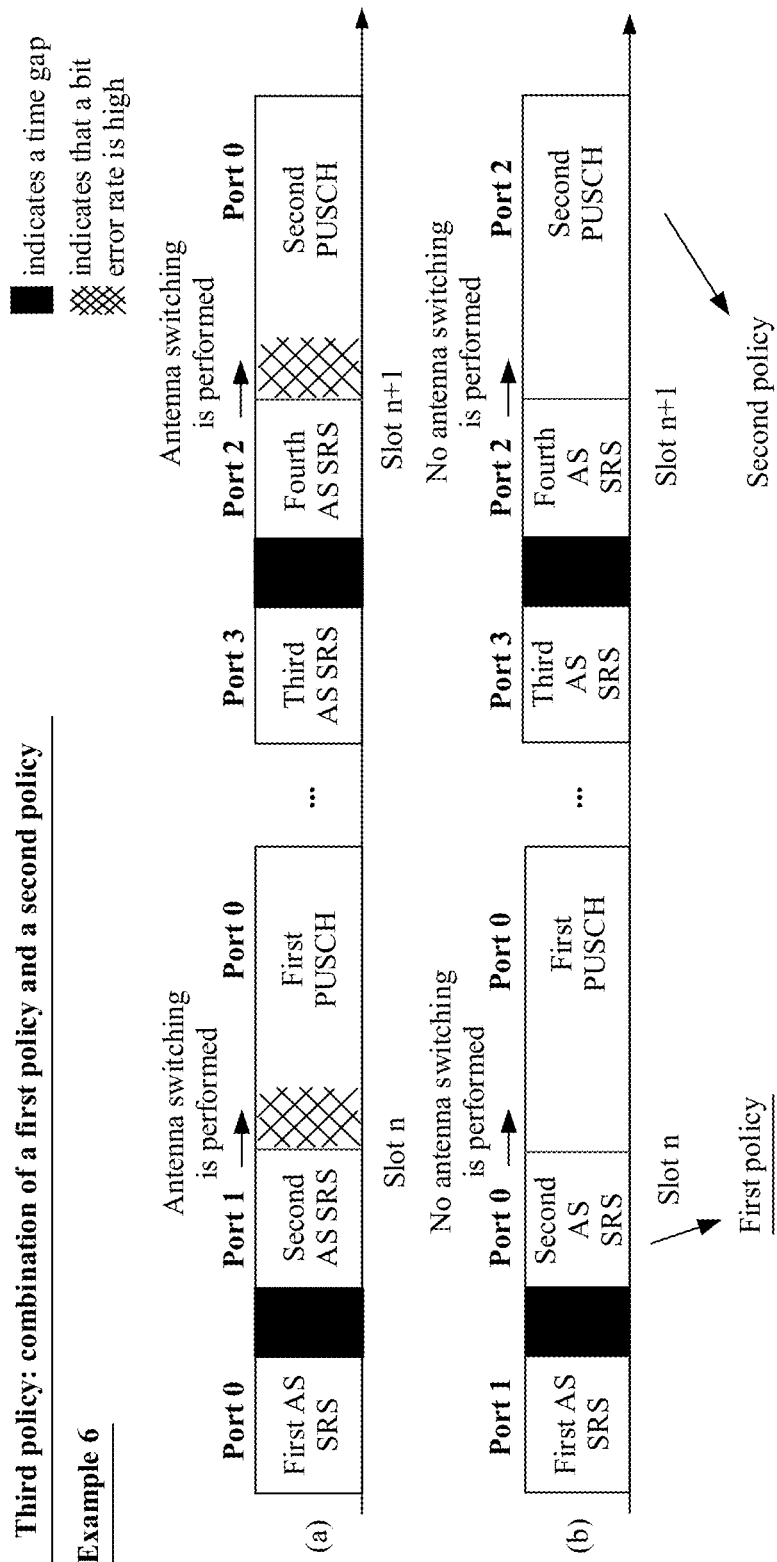 Third policy: combination of a first policy and a second policy
Example 6
indicates a time gap
indicates that a bit
error rate is high
Antenna switching
is performed
Antenna switching
is performed
Port 0
Port 1
Port 0
Port 3
Port 2
Port 0
(a)
First AS
SRS
Second
AS SRS
First
PUSCH
...
Third
AS SRS
Fourth
AS SRS
Second
PUSCH
Slot n
Slot n+1
No antenna switching
is performed
No antenna switching
is performed
Port 1
Port 0
Port 0
Port 3
Port 2
Port 2
(b)
First AS
SRS
Second
AS
SRS
First
PUSCH
...
Third
AS
SRS
Fourth
AS
SRS
Second
PUSCH
Slot n
Slot n+1
First policy
Second policy